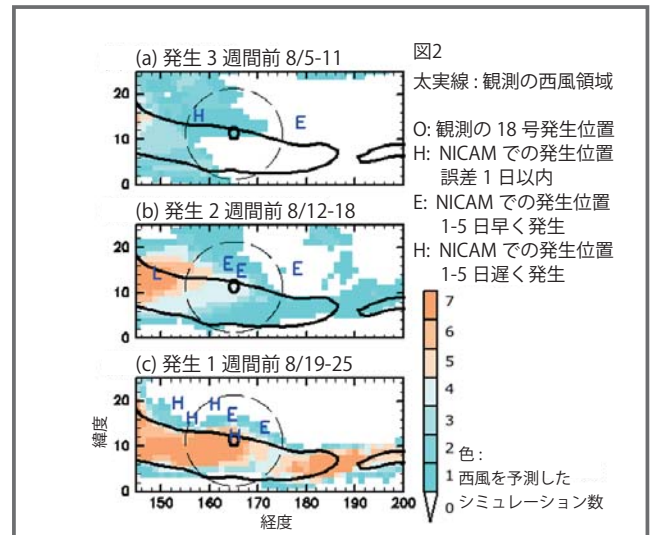 (a) 発生 3 週間前 8/5-11
20
10
0
H
E
O
(b) 発生 2 週間前 8/12-18
20
10
0
L
E
E
E
O
(c) 発生 1 週間前 8/19-25
20
10
0
H
H
H
E
E
H
O
緯度
150 160 170 180 190 200
経度
図2
太実線 : 観測の西風領域
O: 観測の 18 号発生位置
H: NICAM での発生位置
誤差 1 日以内
E: NICAM での発生位置
1-5 日早く発生
H: NICAM での発生位置
1-5 日遅く発生
7
6
5
4
3
2
1
0
色 :
西風を予測した
シミュレーション数